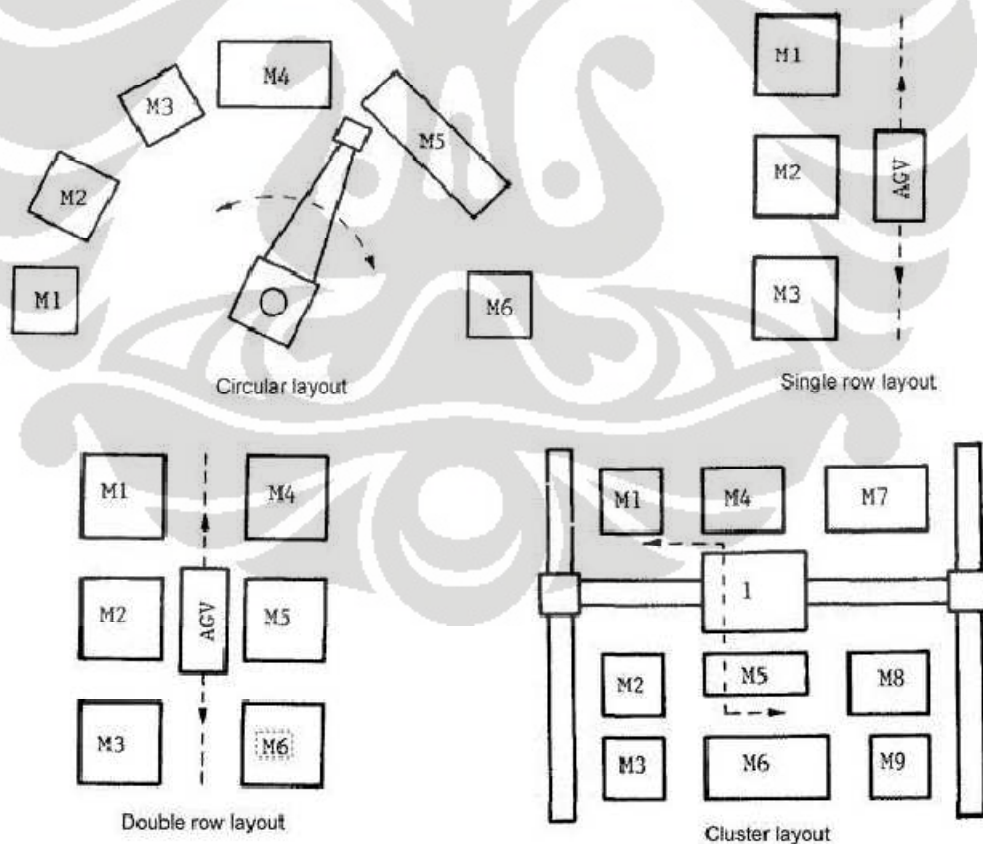 M4
M3
M5
M2
M1
M6
Circular layout
M1
M2
AGV
M3
Single row layout
M1
M4
M2
AGV
M5
M3
M6
Double row layout
M1
M4
M7
1
M2
M5
M8
M3
M6
M9
Cluster layout